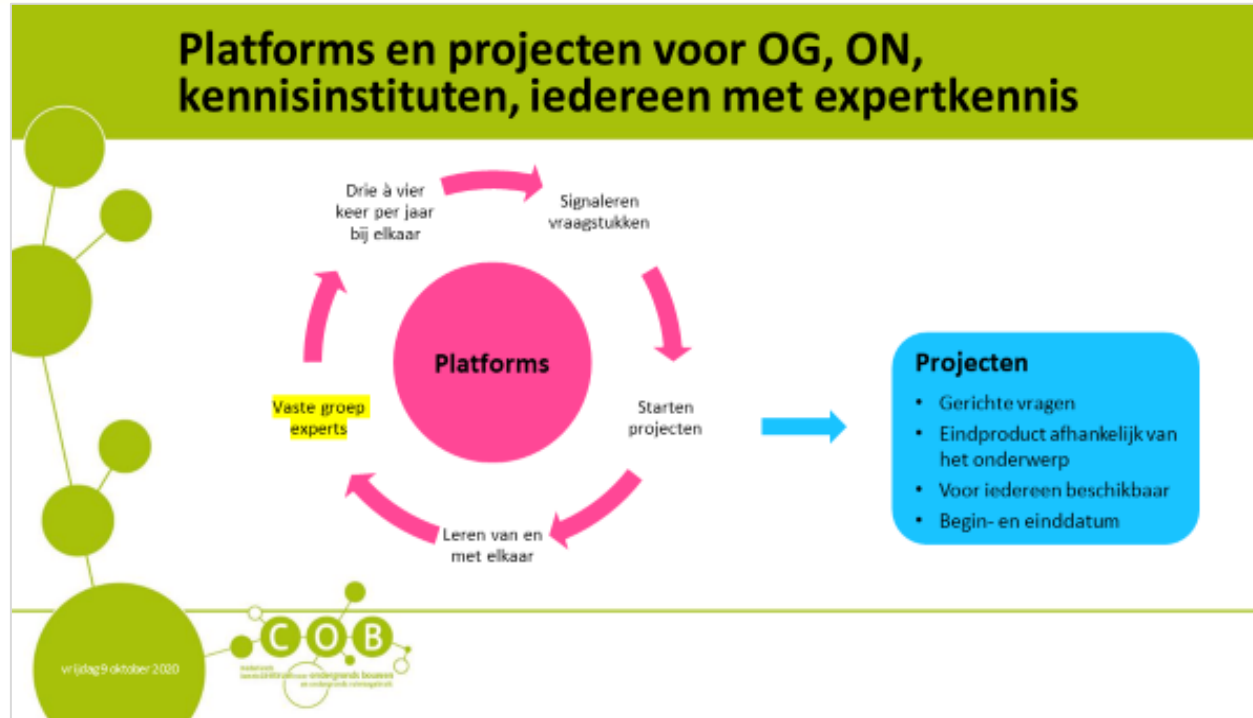 Platforms en projecten voor OG, ON,
kennisinstituten, iedereen met expertkennis
Drie à vier
keer per jaar
bij elkaar
Signaleren
vraagstukken
Platforms
Vaste groep
experts
Starten
projecten
Leren van en
met elkaar
Projecten
• Gerichte vragen
• Eindproduct afhankelijk van
het onderwerp
• Voor iedereen beschikbaar
• Begin- en einddatum
vrijdag 9 oktober 2020
COB
ondergronds bouwen